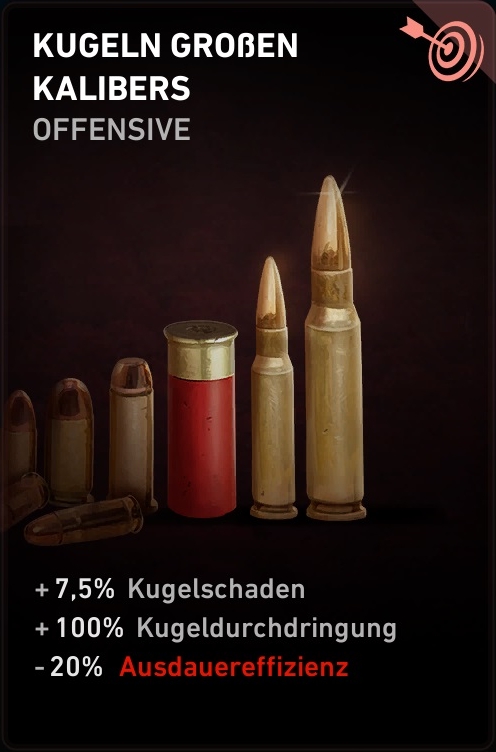 KUGELN GROßEN
KALIBERS
OFFENSIVE
+ 7,5% Kugelschaden
+ 100% Kugeldurchdringung
- 20% Ausdauereffizienz